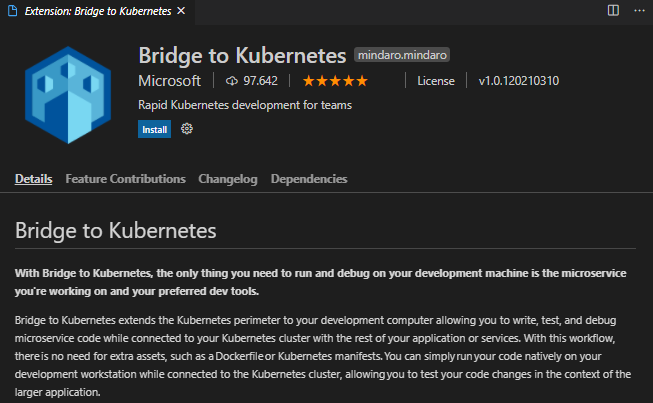 Extension: Bridge to Kubernetes
Bridge to Kubernetes mindaro.mindaro
Microsoft 97.642 License v1.0.120210310
Rapid Kubernetes development for teams
Install
Details Feature Contributions Changelog Dependencies
Bridge to Kubernetes
With Bridge to Kubernetes, the only thing you need to run and debug on your development machine is the microservice
you're working on and your preferred dev tools.
Bridge to Kubernetes extends the Kubernetes perimeter to your development computer allowing you to write, test, and debug
microservice code while connected to your Kubernetes cluster with the rest of your application or services. With this workflow,
there is no need for extra assets, such as a Dockerfile or Kubernetes manifests. You can simply run your code natively on your
development workstation while connected to the Kubernetes cluster, allowing you to test your code changes in the context of the
larger application.